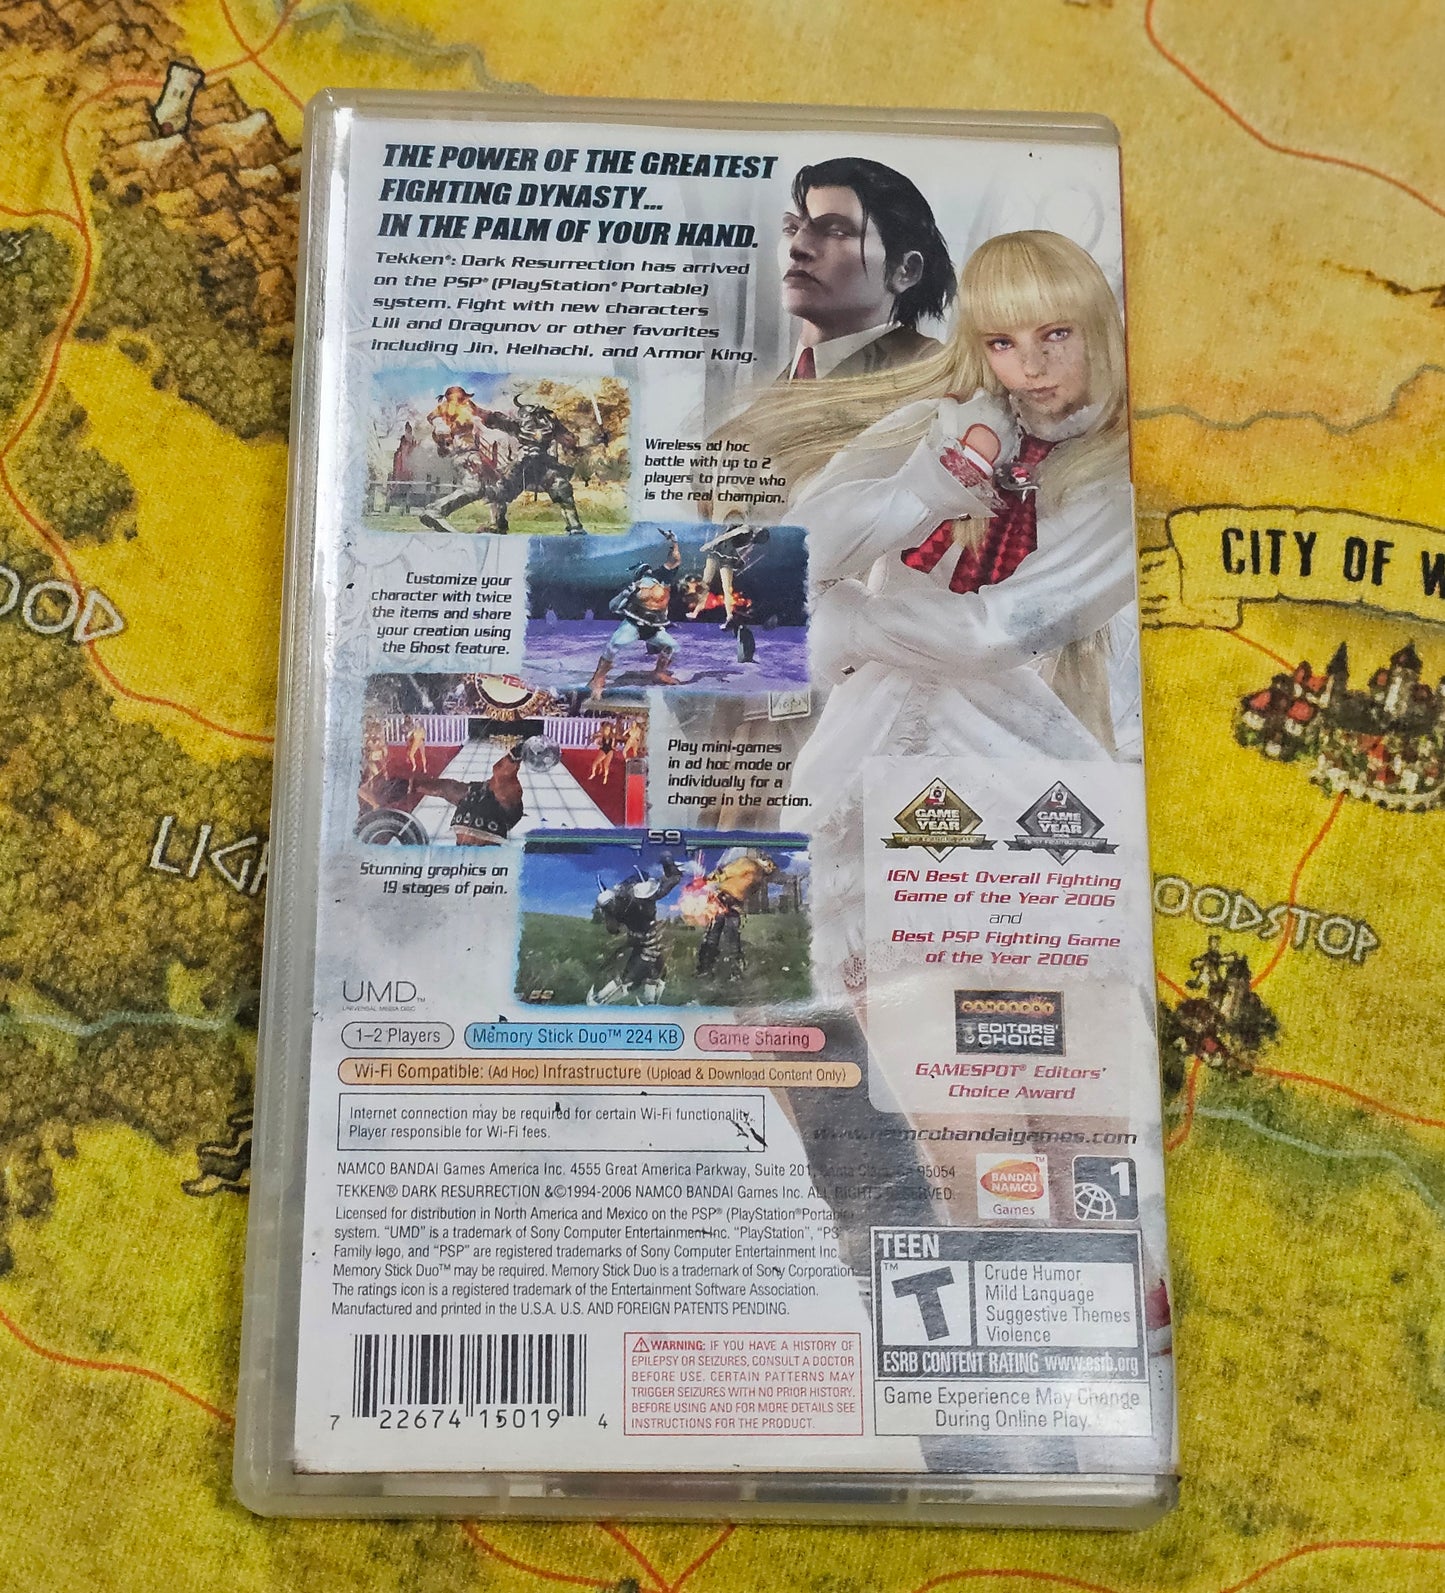 THE POWER OF THE GREATEST
FIGHTING DYNASTY...
IN THE PALM OF YOUR HAND.
Tekken®: Dark Resurrection has arrived
on the PSP® (PlayStation®Portable)
system. Fight with new characters
Lili and Dragunov or other favorites
including Jin, Heihachi, and Armor King.
Wireless ad hoc
battle with up to 2
players to prove who
is the real champion.
Customize your
character with twice
the items and share
your creation using
the Ghost feature.
Play mini-games
in ad hoc mode or
individually for a
change in the action.
59
Stunning graphics on
19 stages of pain.
GAME
YEAR
GAME
YEAR
IGN Best Overall Fighting
Game of the Year 2006
and
Best PSP Fighting Game
of the Year 2006
GAMESPOT
EDITORS'
CHOICE
GAMESPOT® Editors'
Choice Award
UMD™
UNIVERSAL MEDIA DISC
1–2 Players
Memory Stick Duo™ 224 KB
Game Sharing
Wi-Fi Compatible: (Ad Hoc) Infrastructure (Upload & Download Content Only)
Internet connection may be required for certain Wi-Fi functionality.
Player responsible for Wi-Fi fees.
www.namcobandaigames.com
NAMCO BANDAI Games America Inc. 4555 Great America Parkway, Suite 201, Santa Clara, Ca 95054
TEKKEN® DARK RESURRECTION &©1994-2006 NAMCO BANDAI Games Inc. ALL RIGHTS RESERVED.
Licensed for distribution in North America and Mexico on the PSP® (PlayStation®Portable)
system. "UMD" is a trademark of Sony Computer Entertainment Inc. "PlayStation", "PS"
Family logo, and "PSP" are registered trademarks of Sony Computer Entertainment Inc.
Memory Stick Duo™ may be required. Memory Stick Duo is a trademark of Sony Corporation.
The ratings icon is a registered trademark of the Entertainment Software Association.
Manufactured and printed in the U.S.A. U.S. AND FOREIGN PATENTS PENDING.
BANDAI
NAMCO
Games
1
TEEN
T
Crude Humor
Mild Language
Suggestive Themes
Violence
ESRB CONTENT RATING www.esrb.org
Game Experience May Change
During Online Play
7 22674 15019 4
WARNING: IF YOU HAVE A HISTORY OF
EPILEPSY OR SEIZURES, CONSULT A DOCTOR
BEFORE USE. CERTAIN PATTERNS MAY
TRIGGER SEIZURES WITH NO PRIOR HISTORY.
BEFORE USING AND FOR MORE DETAILS SEE
INSTRUCTIONS FOR THE PRODUCT.
CITY OF
OOD
LIGH
OODSTOP